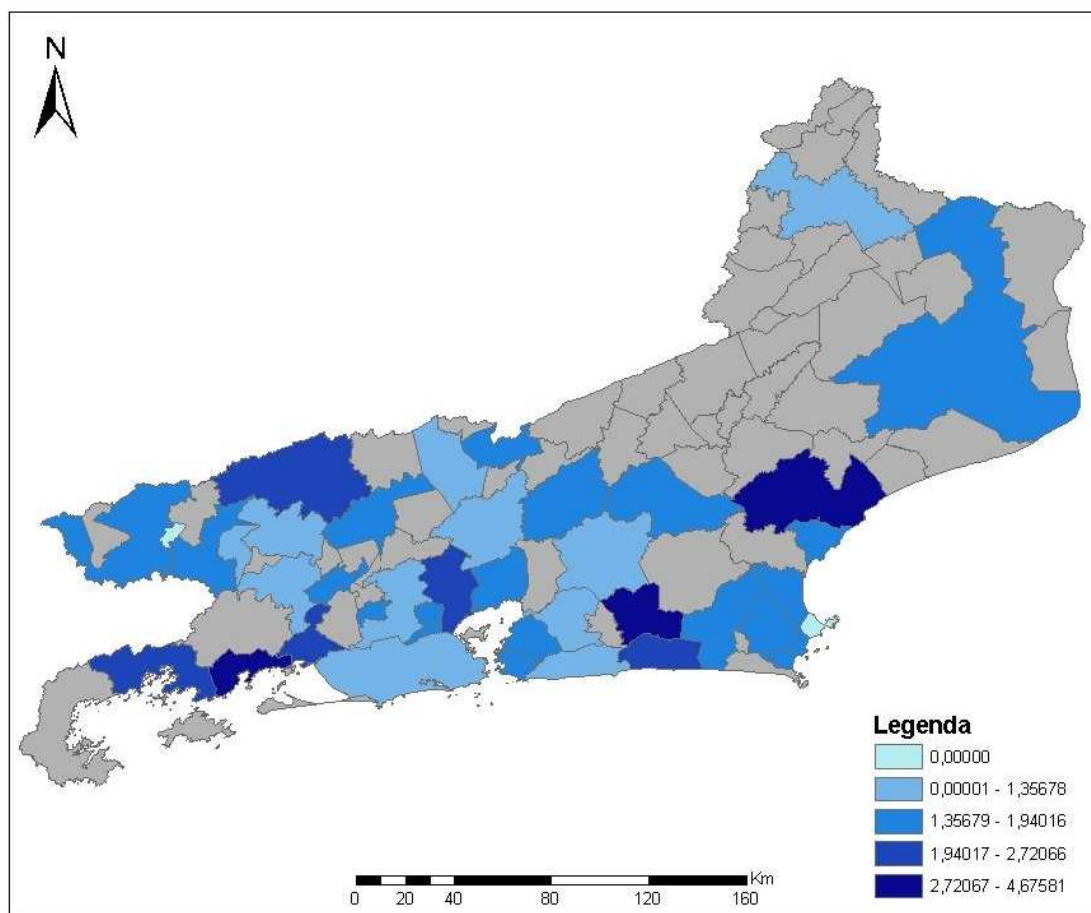 N
Legenda
0,00000
0,00001 - 1,35678
1,35679 - 1,94016
1,94017 - 2,72066
2,72067 - 4,67581
Km
0 20 40 80 120 160